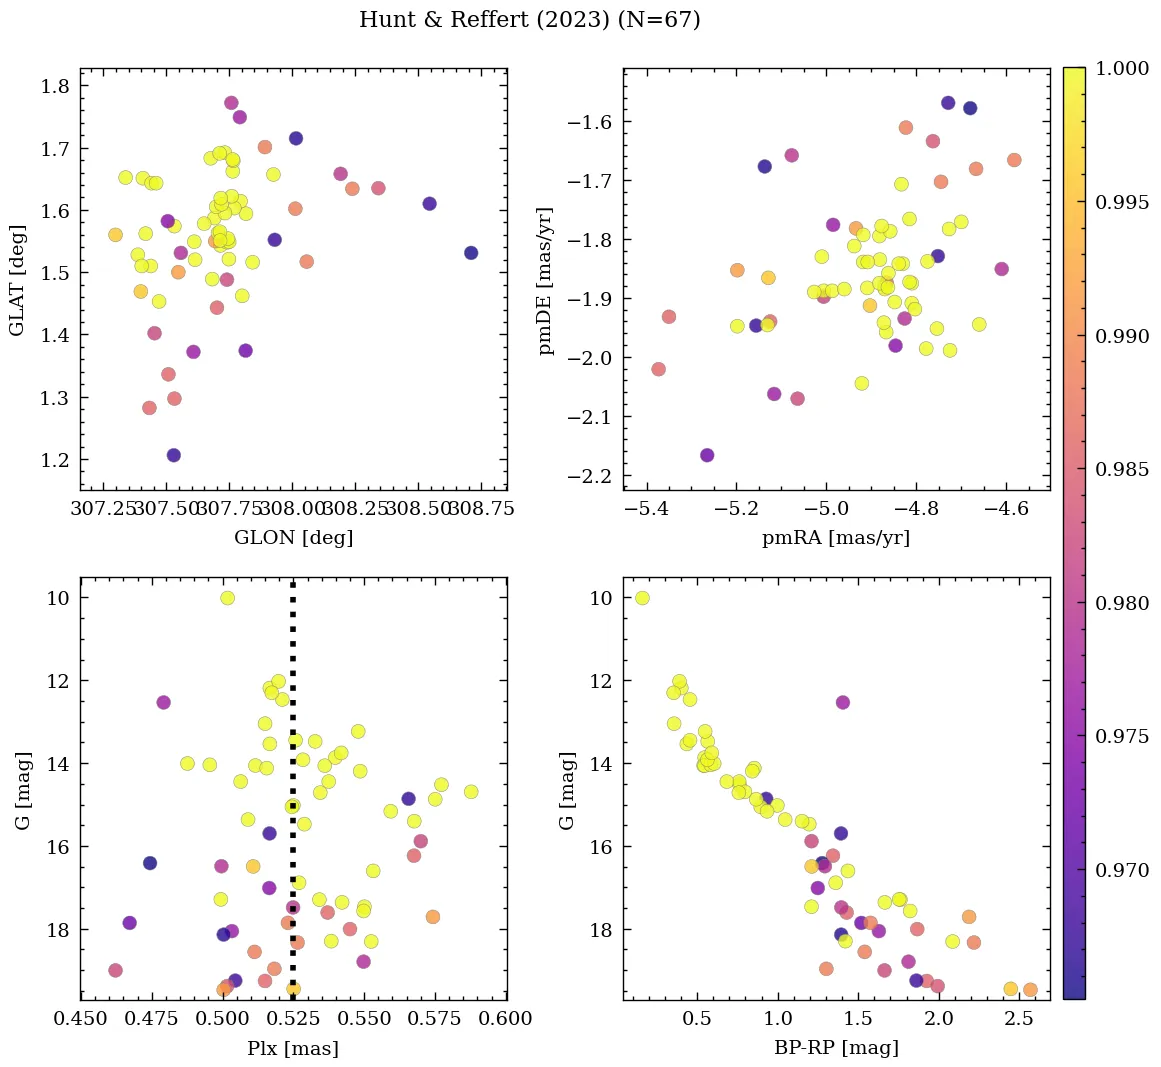 Hunt & Reffert (2023) (N=67)
1.8
1.7
1.6
1.5
1.4
1.3
1.2
GLAT [deg]
307.25 307.50 307.75 308.00 308.25 308.50 308.75
GLON [deg]
−1.6
−1.7
−1.8
−1.9
−2.0
−2.1
−2.2
pmDE [mas/yr]
−5.4 −5.2 −5.0 −4.8 −4.6
pmRA [mas/yr]
1.000
0.995
0.990
0.985
0.980
0.975
0.970
10
12
14
16
18
G [mag]
0.450 0.475 0.500 0.525 0.550 0.575 0.600
Plx [mas]
10
12
14
16
18
G [mag]
0.5 1.0 1.5 2.0 2.5
BP-RP [mag]